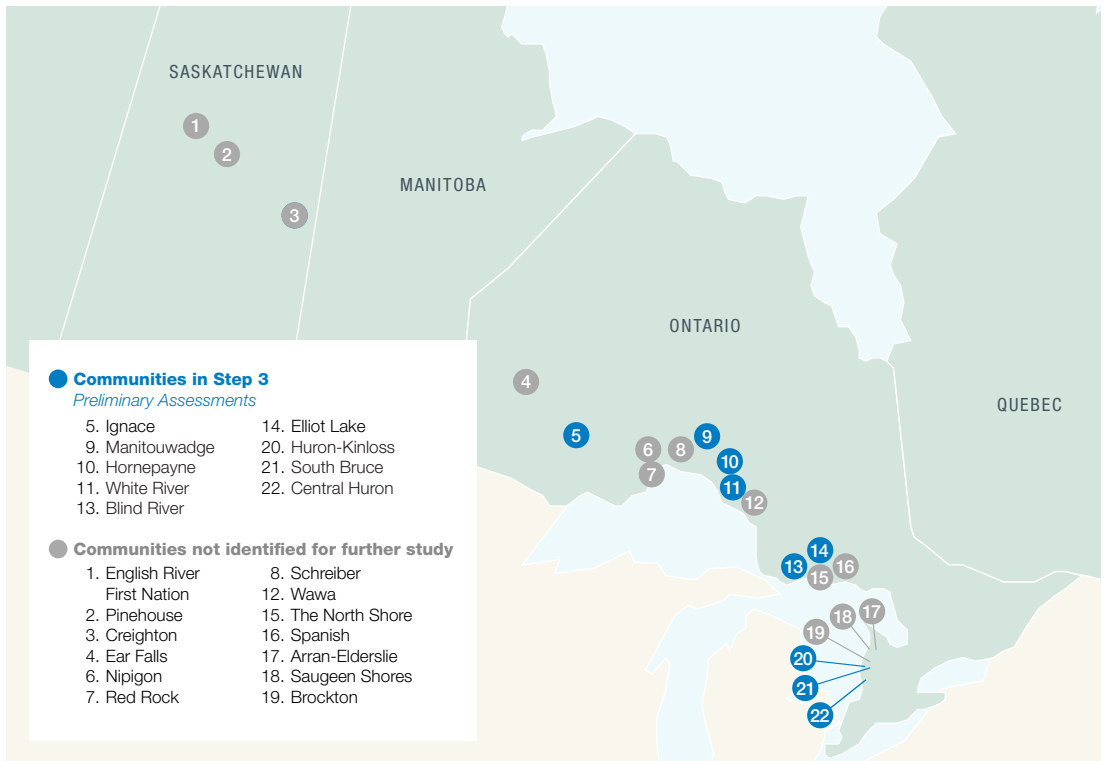 SASKATCHEWAN
1
2
MANITOBA
3
ONTARIO
4
QUEBEC
5
9
6
8
10
7
11
12
14
13
16
15
17
18
19
20
21
22
Communities in Step 3
Preliminary Assessments
5. Ignace
9. Manitouwadge
10. Hornepayne
11. White River
13. Blind River
14. Elliot Lake
20. Huron-Kinloss
21. South Bruce
22. Central Huron
Communities not identified for further study
1. English River
First Nation
2. Pinehouse
3. Creighton
4. Ear Falls
6. Nipigon
7. Red Rock
8. Schreiber
12. Wawa
15. The North Shore
16. Spanish
17. Arran-Elderslie
18. Saugeen Shores
19. Brockton